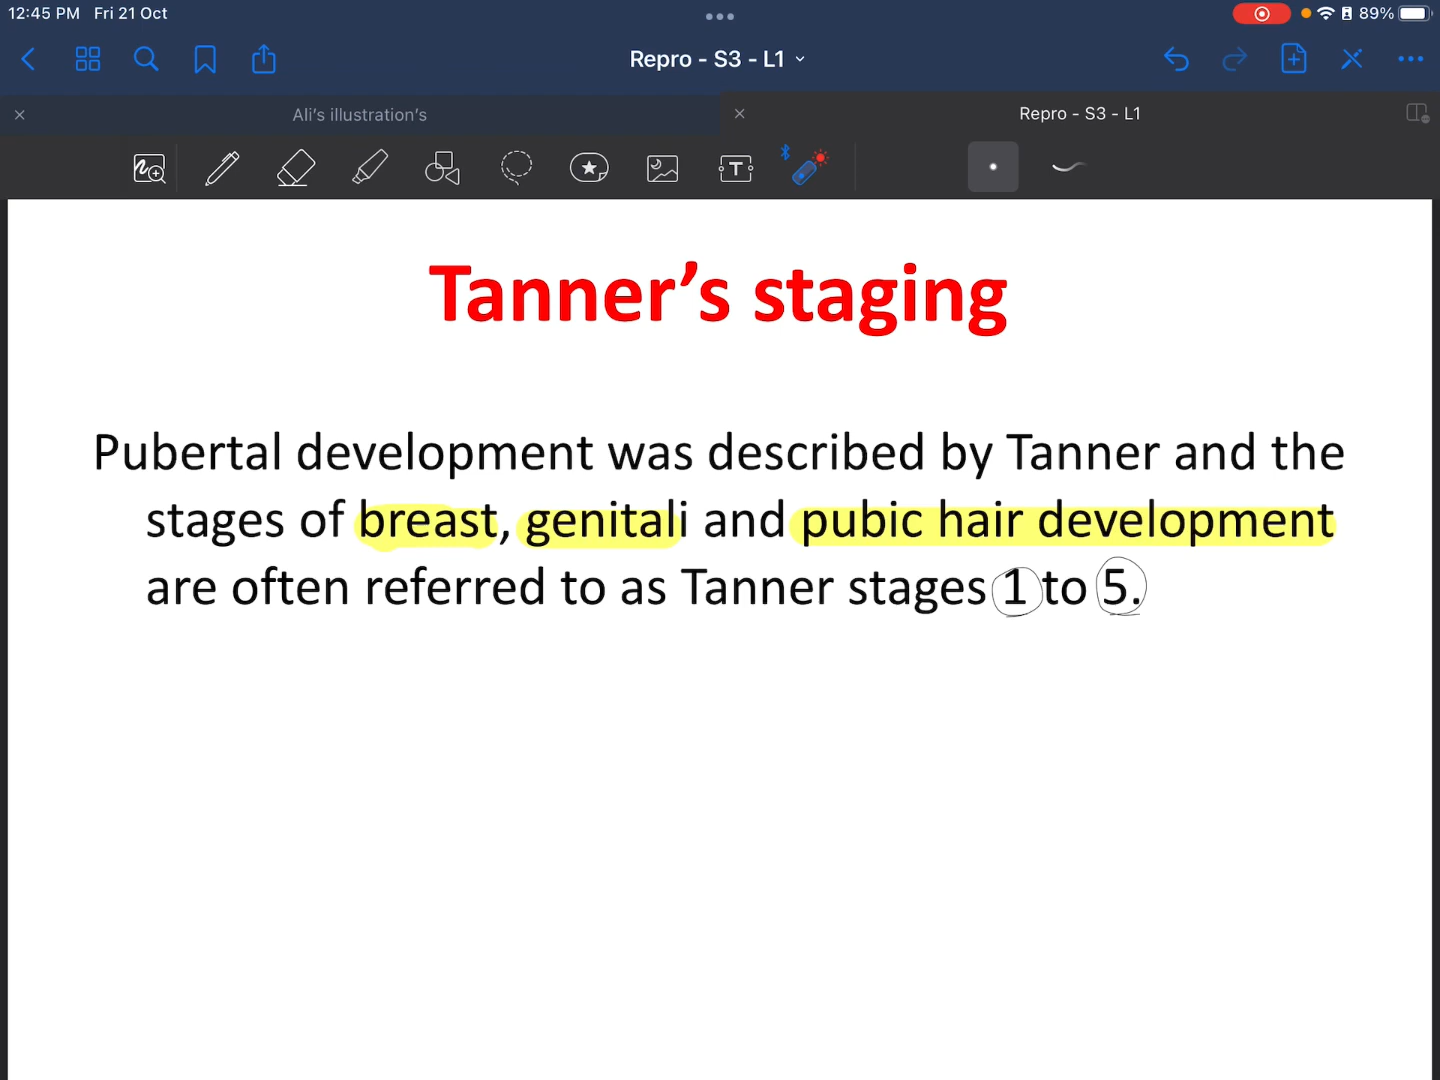 12:45 PM Fri 21 Oct
89%
Repro - S3 - L1
Ali's illustration's
Repro - S3 - L1
T
Tanner’s staging
Pubertal development was described by Tanner and the
stages of breast, genitali and pubic hair development
are often referred to as Tanner stages 1 to 5.